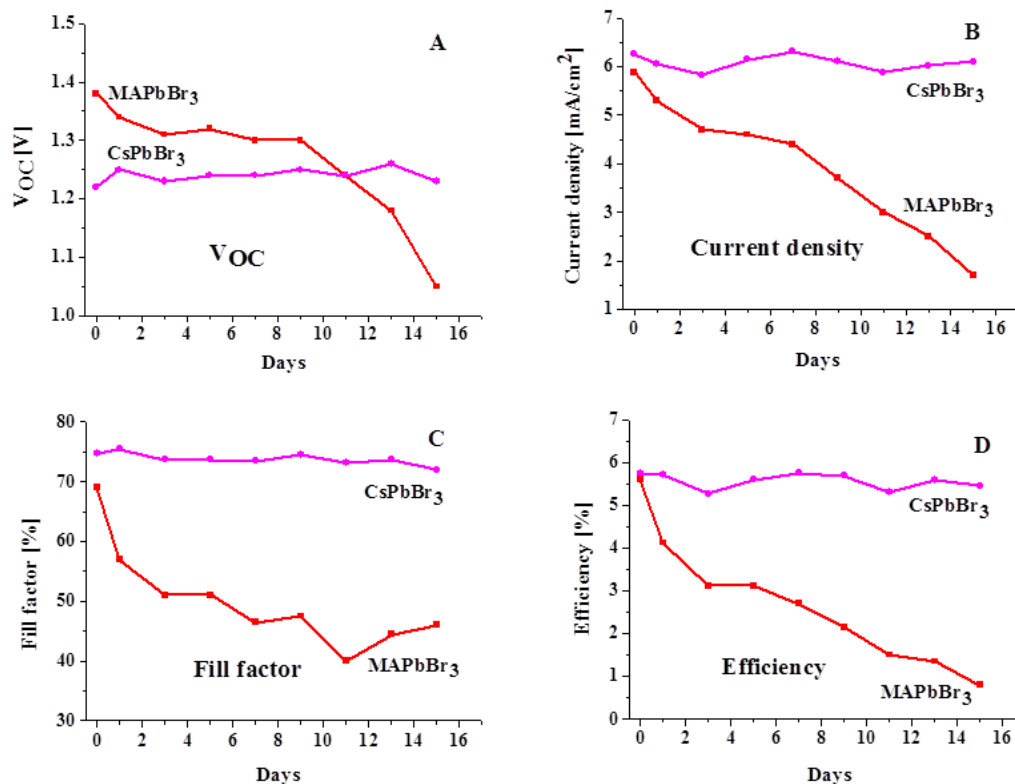 A
1.5
1.4
1.3
1.2
1.1
1.0
V_OC [V]
MAPbBr₃
CsPbBr₃
V_OC
0 2 4 6 8 10 12 14 16
Days
B
7
6
5
4
3
2
1
Current density [mA/cm²]
CsPbBr₃
MAPbBr₃
Current density
0 2 4 6 8 10 12 14 16
Days
C
80
70
60
50
40
30
Fill factor [%]
CsPbBr₃
MAPbBr₃
Fill factor
0 2 4 6 8 10 12 14 16
Days
D
7
6
5
4
3
2
1
0
Efficiency [%]
CsPbBr₃
Efficiency
MAPbBr₃
0 2 4 6 8 10 12 14 16
Days